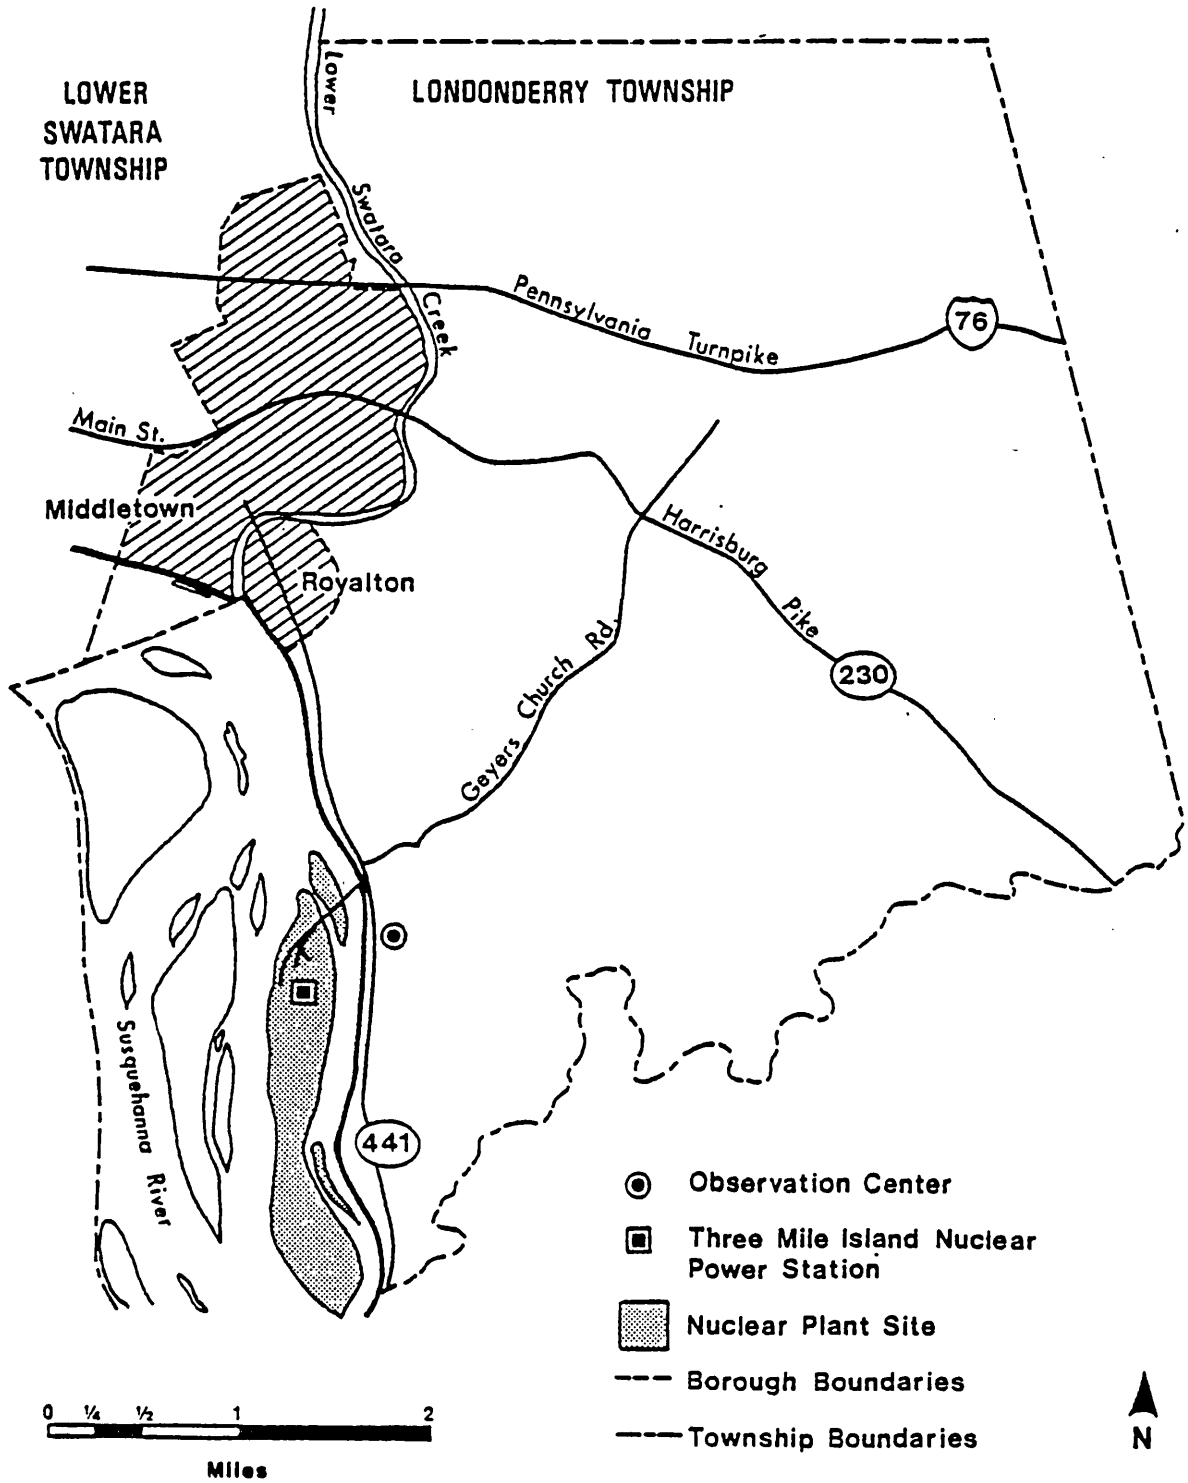 LOWER
SWATARA
TOWNSHIP
LONDONDERRY TOWNSHIP
Lower
Swatara
Creek
Pennsylvania Turnpike
76
Main St.
Middletown
Royalton
Harrisburg
Pike
230
Geyers Church Rd.
Susquehanna River
441
Observation Center
Three Mile Island Nuclear
Power Station
Nuclear Plant Site
Borough Boundaries
Township Boundaries
0 ¼ ½ 1 2
Miles
N